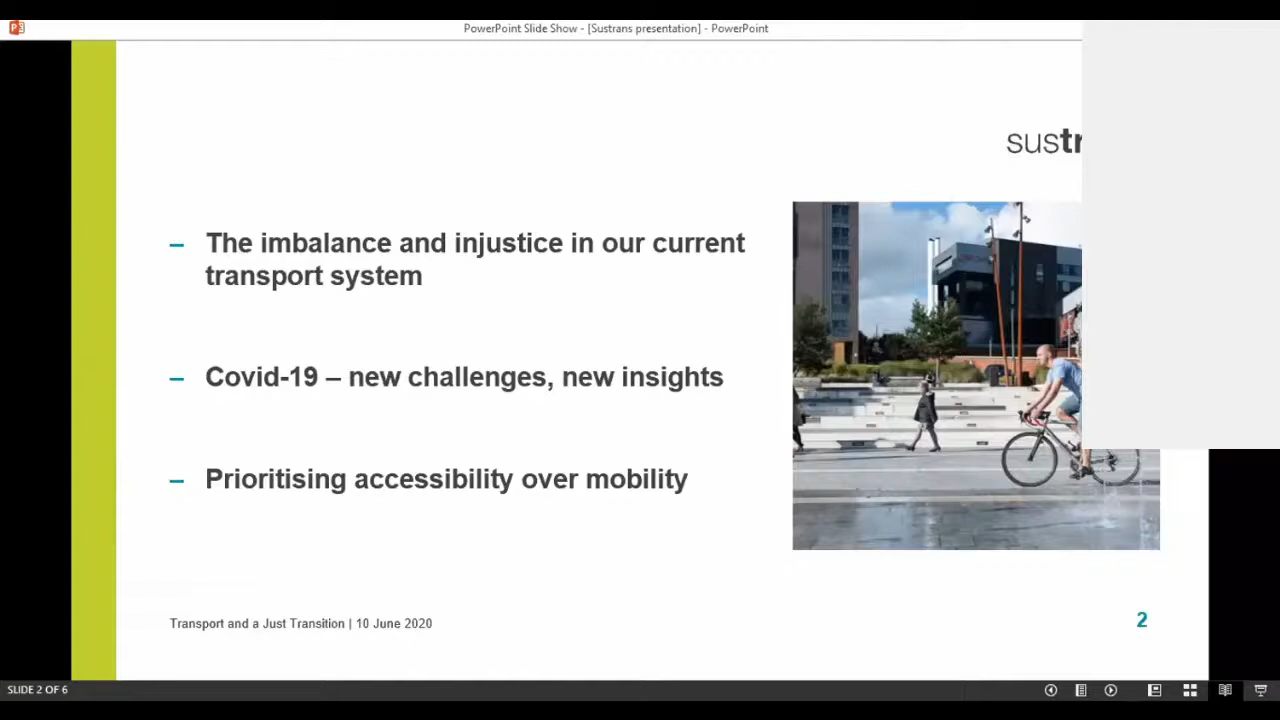 PowerPoint Slide Show - [Sustrans presentation] - PowerPoint
– The imbalance and injustice in our current
transport system
– Covid-19 – new challenges, new insights
– Prioritising accessibility over mobility
Transport and a Just Transition | 10 June 2020
2
SLIDE 2 OF 6